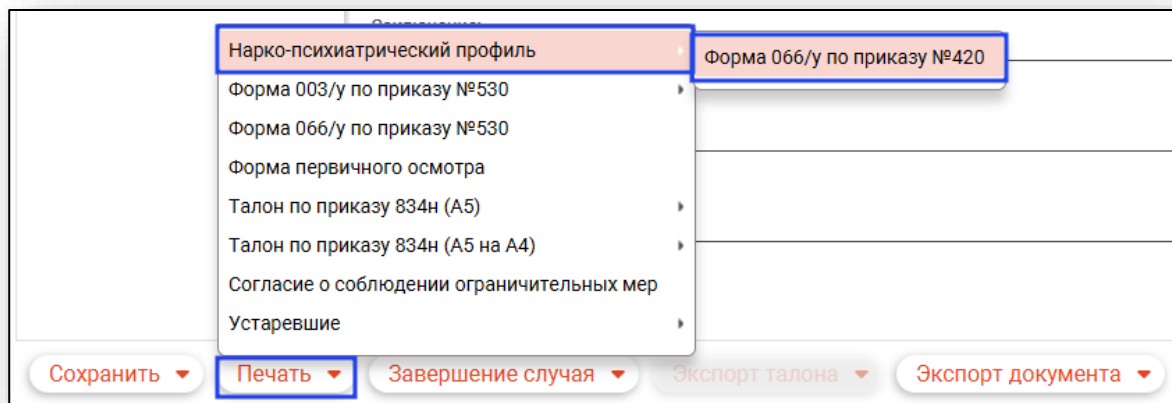 Нарко-психиатрический профиль
Форма 066/у по приказу №420
Форма 003/у по приказу №530
Форма 066/у по приказу №530
Форма первичного осмотра
Талон по приказу 834н (А5)
Талон по приказу 834н (А5 на А4)
Согласие о соблюдении ограничительных мер
Устаревшие
Сохранить
Печать
Завершение случая
Экспорт талона
Экспорт документа